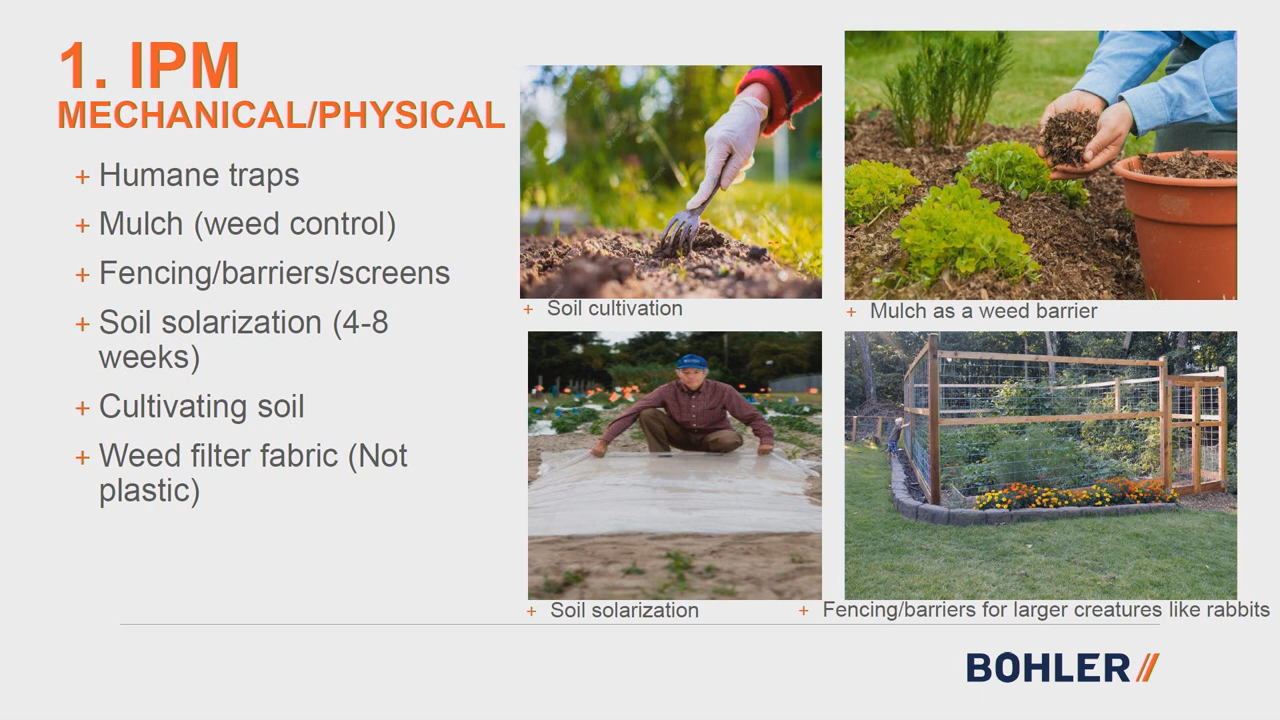 1. IPM
MECHANICAL/PHYSICAL
+ Humane traps
+ Mulch (weed control)
+ Fencing/barriers/screens
+ Soil solarization (4-8
weeks)
+ Cultivating soil
+ Weed filter fabric (Not
plastic)
+ Soil cultivation
+ Mulch as a weed barrier
+ Soil solarization
+ Fencing/barriers for larger creatures like rabbits
BOHLER//